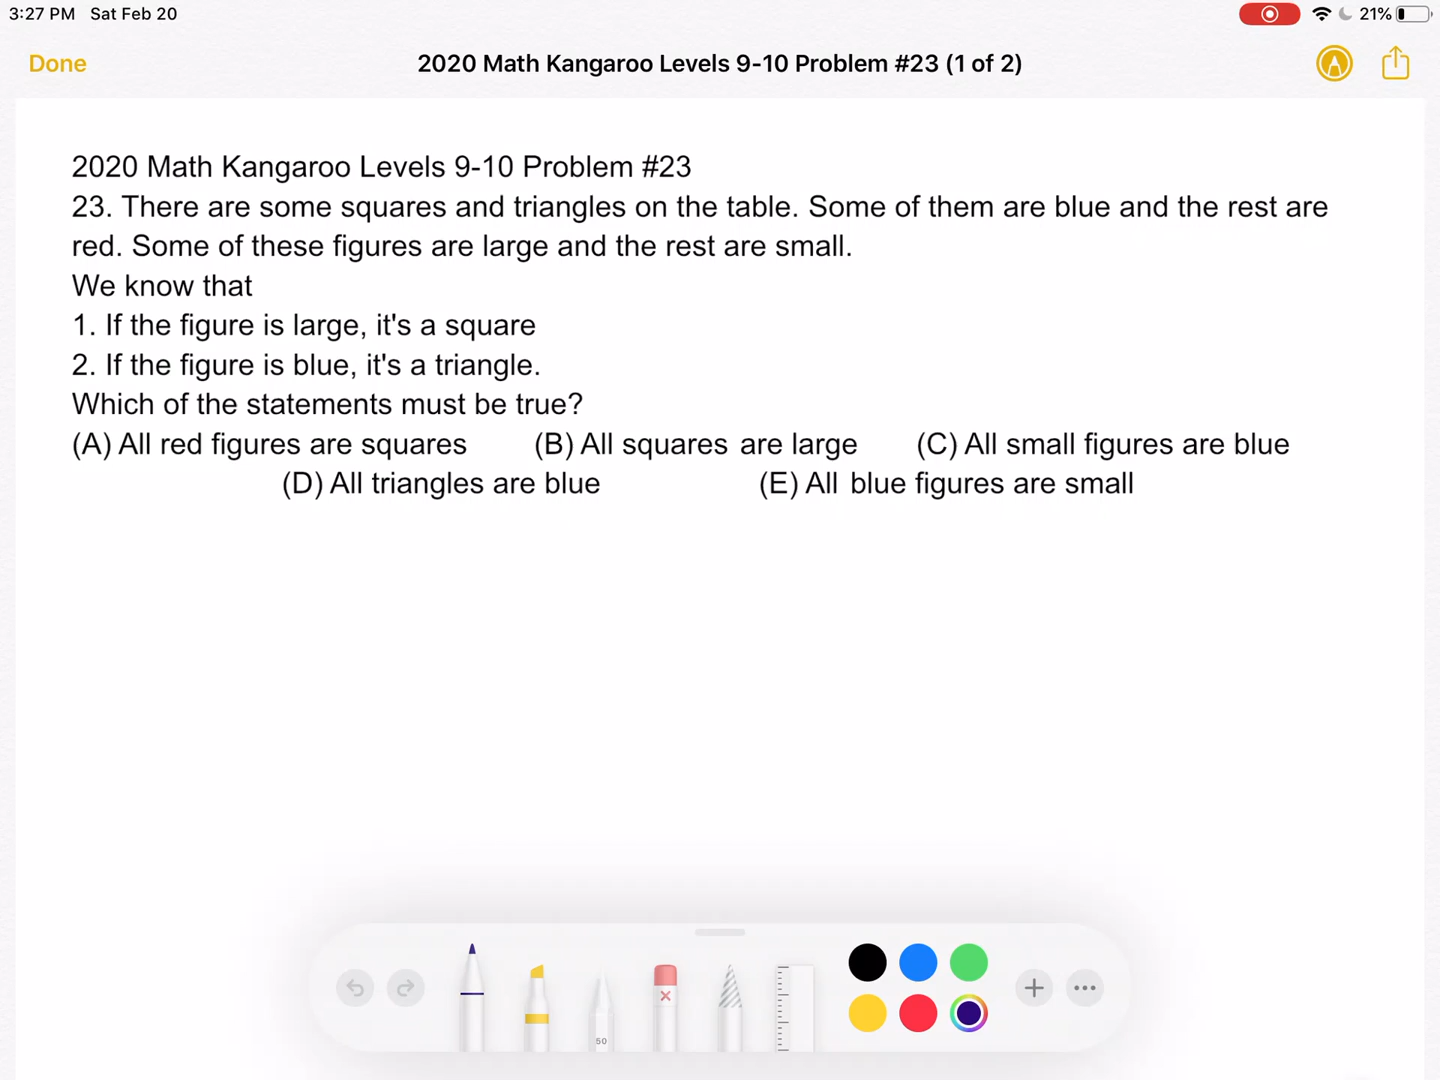 3:27 PM Sat Feb 20
21%
Done
2020 Math Kangaroo Levels 9-10 Problem #23 (1 of 2)
2020 Math Kangaroo Levels 9-10 Problem #23
23. There are some squares and triangles on the table. Some of them are blue and the rest are
red. Some of these figures are large and the rest are small.
We know that
1. If the figure is large, it's a square
2. If the figure is blue, it's a triangle.
Which of the statements must be true?
(A) All red figures are squares (B) All squares are large (C) All small figures are blue
(D) All triangles are blue (E) All blue figures are small
50